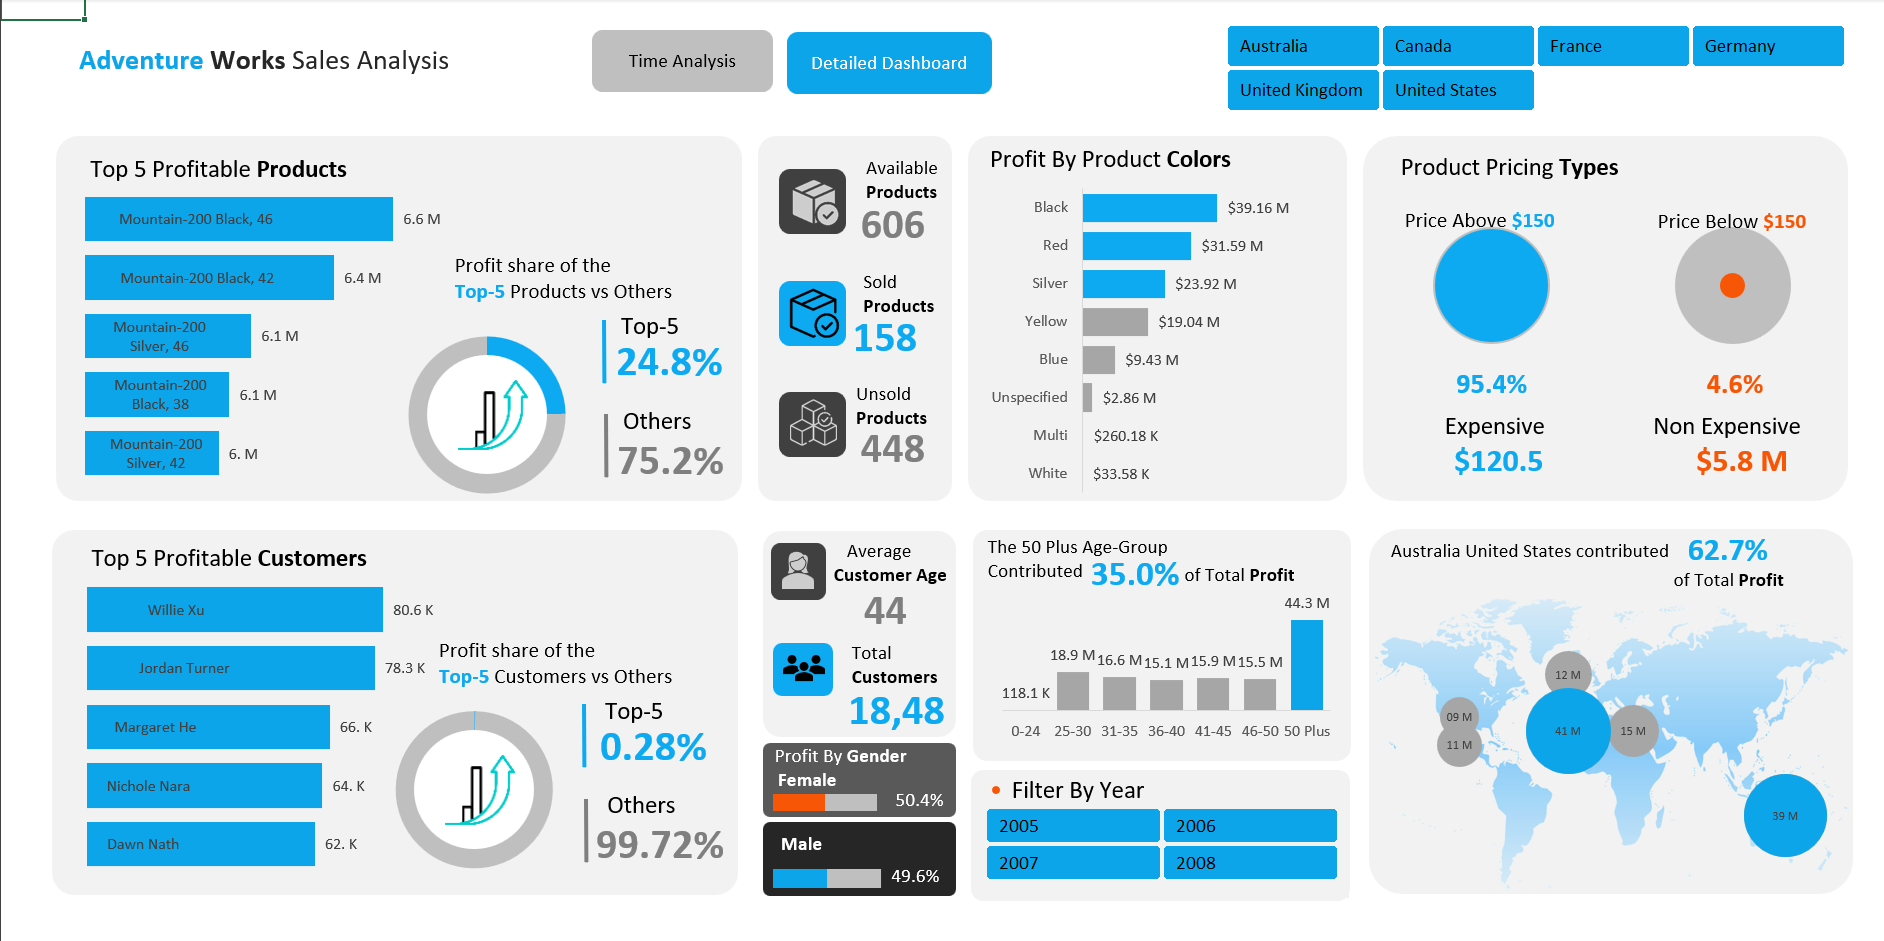 Adventure Works Sales Analysis
Time Analysis
Detailed Dashboard
Australia
Canada
France
Germany
United Kingdom
United States
Top 5 Profitable Products
Mountain-200 Black, 46
6.6 M
Mountain-200 Black, 42
6.4 M
Mountain-200
Silver, 46
6.1 M
Mountain-200
Black, 38
6.1 M
Mountain-200
Silver, 42
6. M
Profit share of the
Top-5 Products vs Others
Top-5
24.8%
Others
75.2%
Available
Products
606
Sold
Products
158
Unsold
Products
448
Profit By Product Colors
Black
$39.16 M
Red
$31.59 M
Silver
$23.92 M
Yellow
$19.04 M
Blue
$9.43 M
Unspecified
$2.86 M
Multi
$260.18 K
White
$33.58 K
Product Pricing Types
Price Above $150
Price Below $150
95.4%
4.6%
Expensive
Non Expensive
$120.5
$5.8 M
Top 5 Profitable Customers
Willie Xu
80.6 K
Jordan Turner
78.3 K
Margaret He
66. K
Nichole Nara
64. K
Dawn Nath
62. K
Profit share of the
Top-5 Customers vs Others
Top-5
0.28%
Others
99.72%
Average
Customer Age
44
Total
Customers
18,48
Profit By Gender
Female
50.4%
Male
49.6%
The 50 Plus Age-Group
Contributed 35.0% of Total Profit
118.1 K
18.9 M
16.6 M
15.1 M
15.9 M
15.5 M
44.3 M
0-24
25-30
31-35
36-40
41-45
46-50
50 Plus
Filter By Year
2005
2006
2007
2008
Australia United States contributed 62.7%
of Total Profit
12 M
09 M
11 M
41 M
15 M
39 M